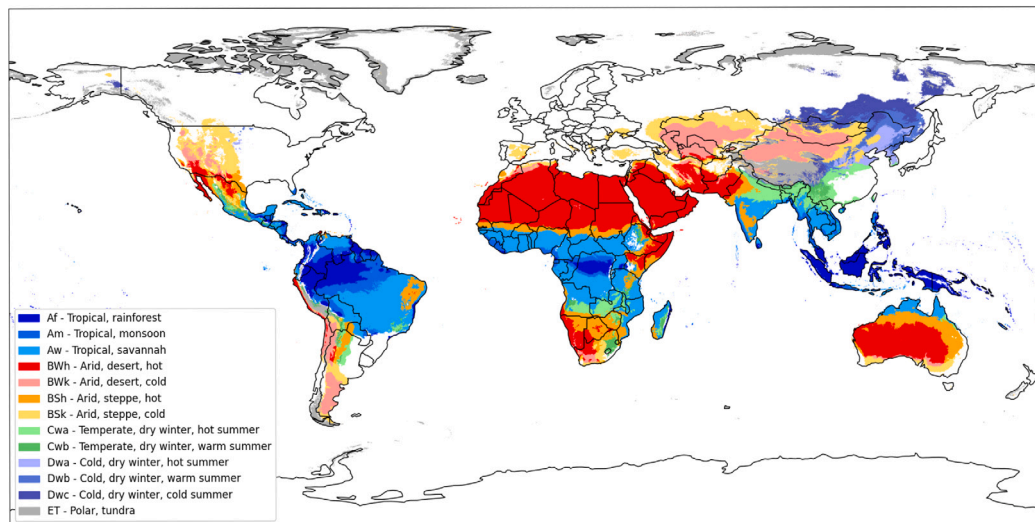 Af - Tropical, rainforest
Am - Tropical, monsoon
Aw - Tropical, savannah
BWh - Arid, desert, hot
BWk - Arid, desert, cold
BSh - Arid, steppe, hot
BSk - Arid, steppe, cold
Cwa - Temperate, dry winter, hot summer
Cwb - Temperate, dry winter, warm summer
Dwa - Cold, dry winter, hot summer
Dwb - Cold, dry winter, warm summer
Dwc - Cold, dry winter, cold summer
ET - Polar, tundra